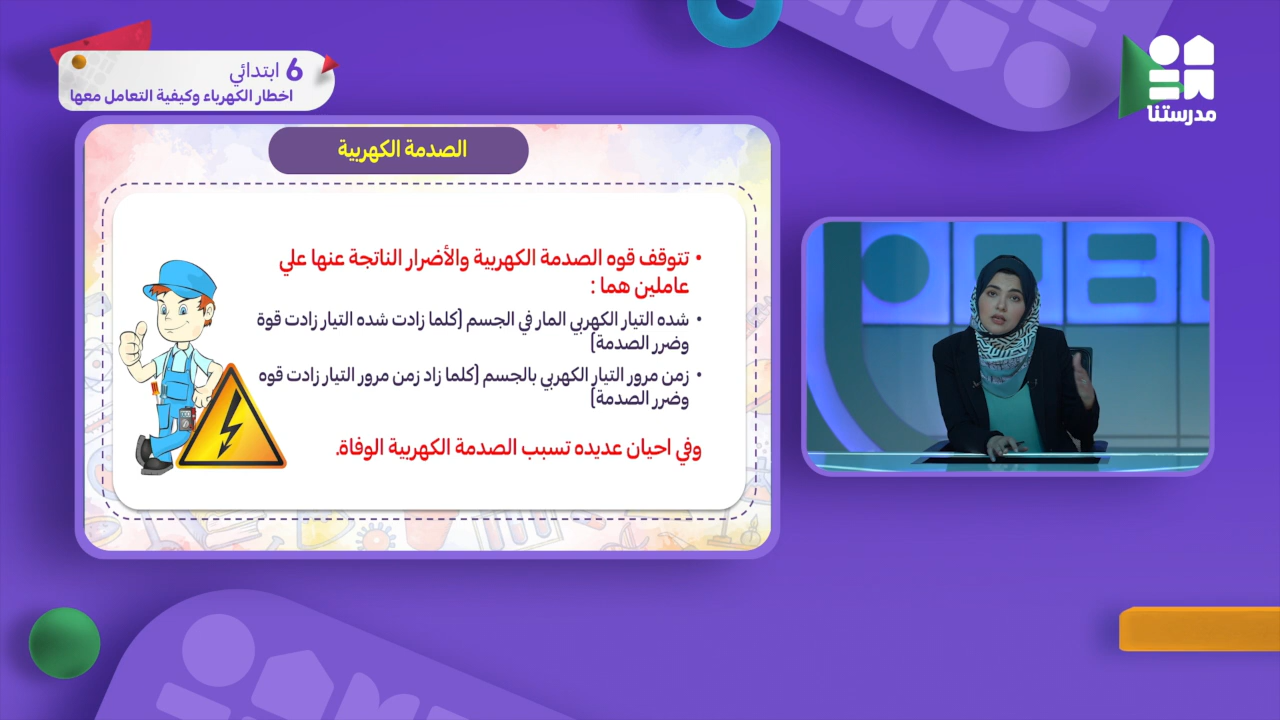 6 ابتدائي
اخطار الكهرباء وكيفية التعامل معها
مدرستنا
الصدمة الكهربية
• تتوقف قوه الصدمة الكهربية والأضرار الناتجة عنها علي
عاملين هما :
• شده التيار الكهربي المار في الجسم (كلما زادت شده التيار زادت قوة
وضرر الصدمة)
• زمن مرور التيار الكهربي بالجسم (كلما زاد زمن مرور التيار زادت قوه
وضرر الصدمة)
وفي احيان عديده تسبب الصدمة الكهربية الوفاة.